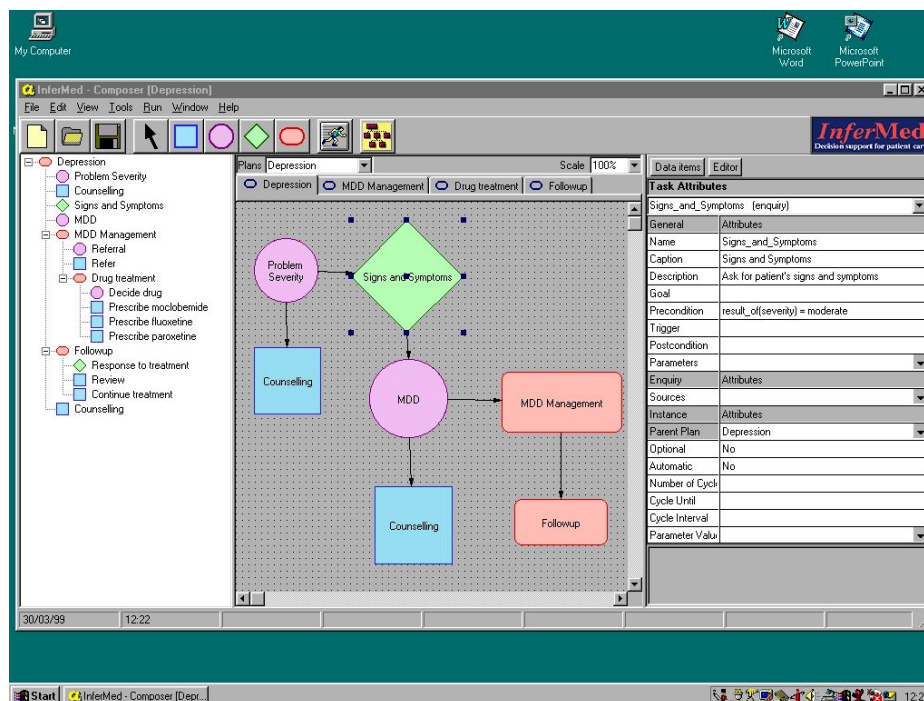 My Computer
Microsoft Word
Microsoft PowerPoint
InferMed - Composer [Depression]
File Edit View Tools Run Window Help
InferMed
Decision support for patient car
Depression
Problem Severity
Counselling
Signs and Symptoms
MDD
MDD Management
Referral
Refer
Drug treatment
Decide drug
Prescribe moclobemide
Prescribe fluoxetine
Prescribe paroxetine
Followup
Response to treatment
Review
Continue treatment
Counselling
Plans Depression Scale 100%
Depression MDD Management Drug treatment Followup
Problem
Severity
Signs and Symptoms
Counselling
MDD
MDD Management
Counselling
Followup
Data items Editor
Task Attributes
Signs_and_Symptoms (enquiry)
General Attributes
Name Signs_and_Symptoms
Caption Signs and Symptoms
Description Ask for patient's signs and symptoms
Goal
Precondition result_of(severity) = moderate
Trigger
Postcondition
Parameters
Enquiry Attributes
Sources
Instance Attributes
Parent Plan Depression
Optional No
Automatic No
Number of Cycl
Cycle Until
Cycle Interval
Parameter Valu
30/03/99 12:22
Start InferMed - Composer [Depr... 12:2